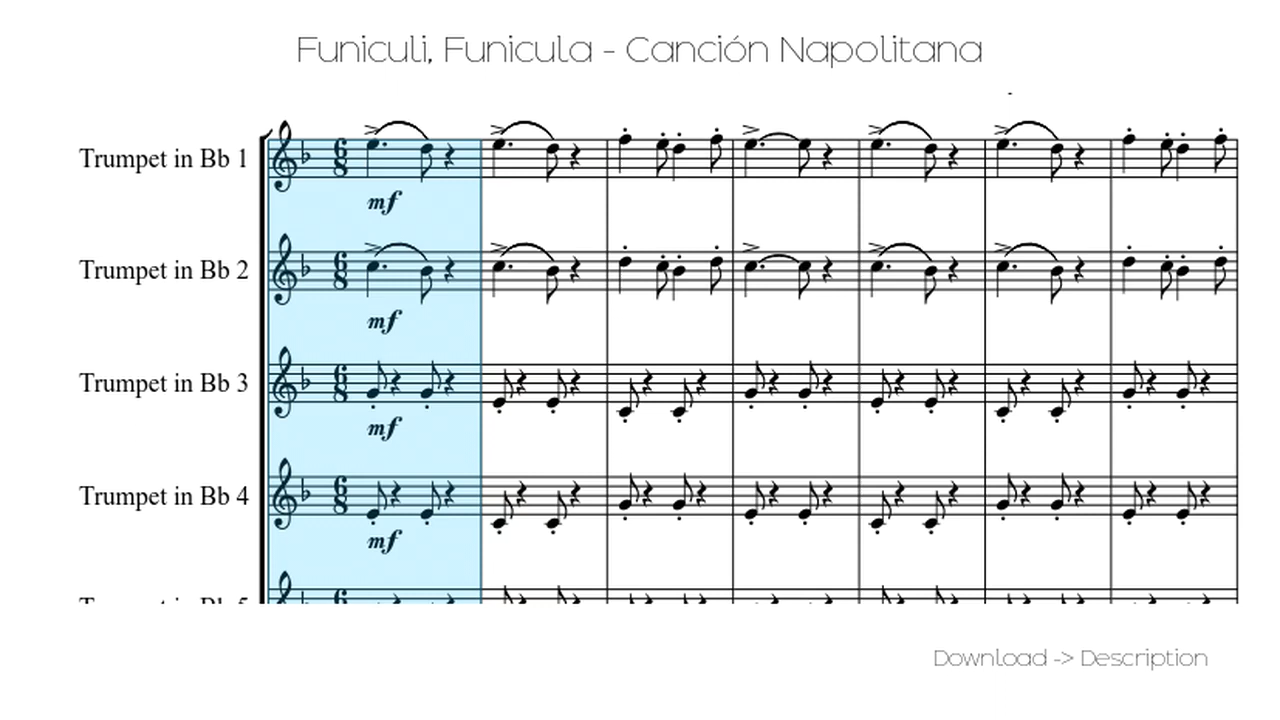 Funiculi, Funicula - Canción Napolitana
Trumpet in Bb 1
mf
Trumpet in Bb 2
mf
Trumpet in Bb 3
mf
Trumpet in Bb 4
mf
Download -> Description